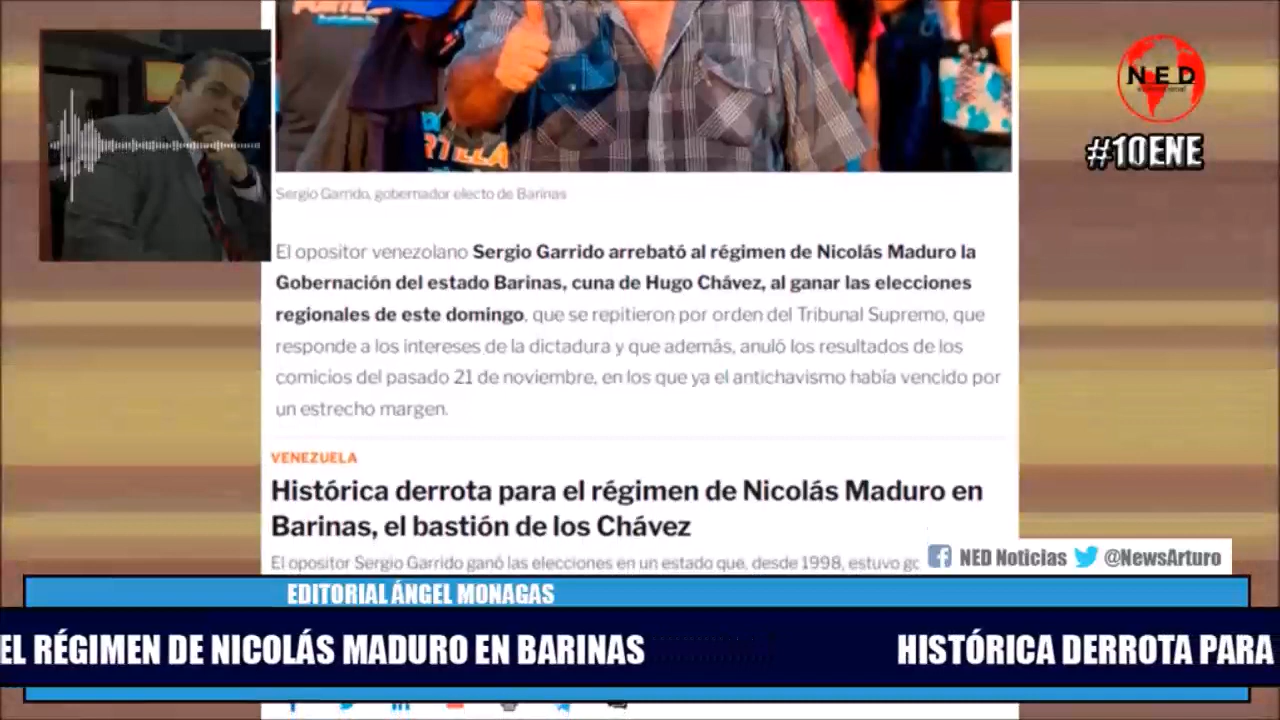 N E D
#10ENE
RTILLA
Sergio Garrido, gobernador electo de Barinas
El opositor venezolano Sergio Garrido arrebató al régimen de Nicolás Maduro la
Gobernación del estado Barinas, cuna de Hugo Chávez, al ganar las elecciones
regionales de este domingo, que se repitieron por orden del Tribunal Supremo, que
responde a los intereses de la dictadura y que además, anuló los resultados de los
comicios del pasado 21 de noviembre, en los que ya el antichavismo había vencido por
un estrecho margen.
VENEZUELA
Histórica derrota para el régimen de Nicolás Maduro en
Barinas, el bastión de los Chávez
El opositor Sergio Garrido ganó las elecciones en un estado que, desde 1998, estuvo
NED Noticias @NewsArturo
EDITORIAL ÁNGEL MONAGAS
EL RÉGIMEN DE NICOLÁS MADURO EN BARINAS HISTÓRICA DERROTA PARA